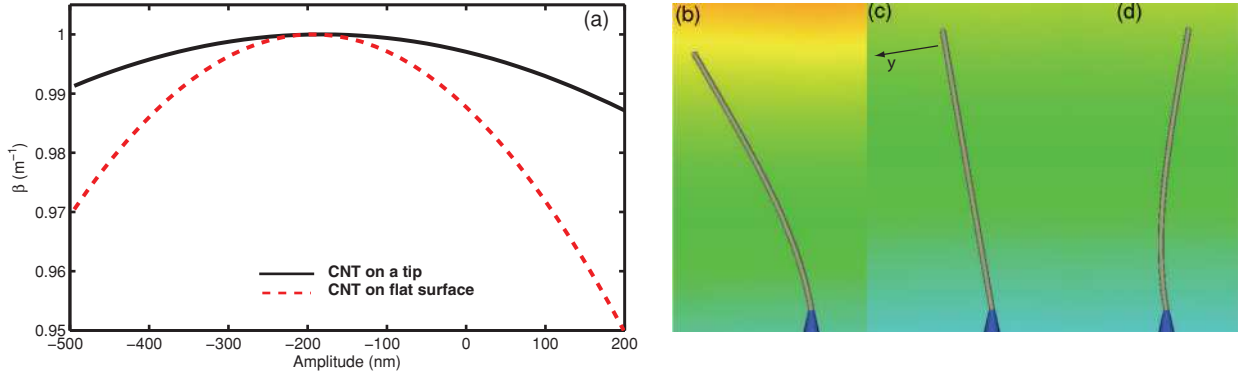 (a)
1
0.99
0.98
0.97
0.96
0.95
β (m⁻¹)
CNT on a tip
CNT on flat surface
−500 −400 −300 −200 −100 0 100 200
Amplitude (nm)
(b)
(c)
y
(d)